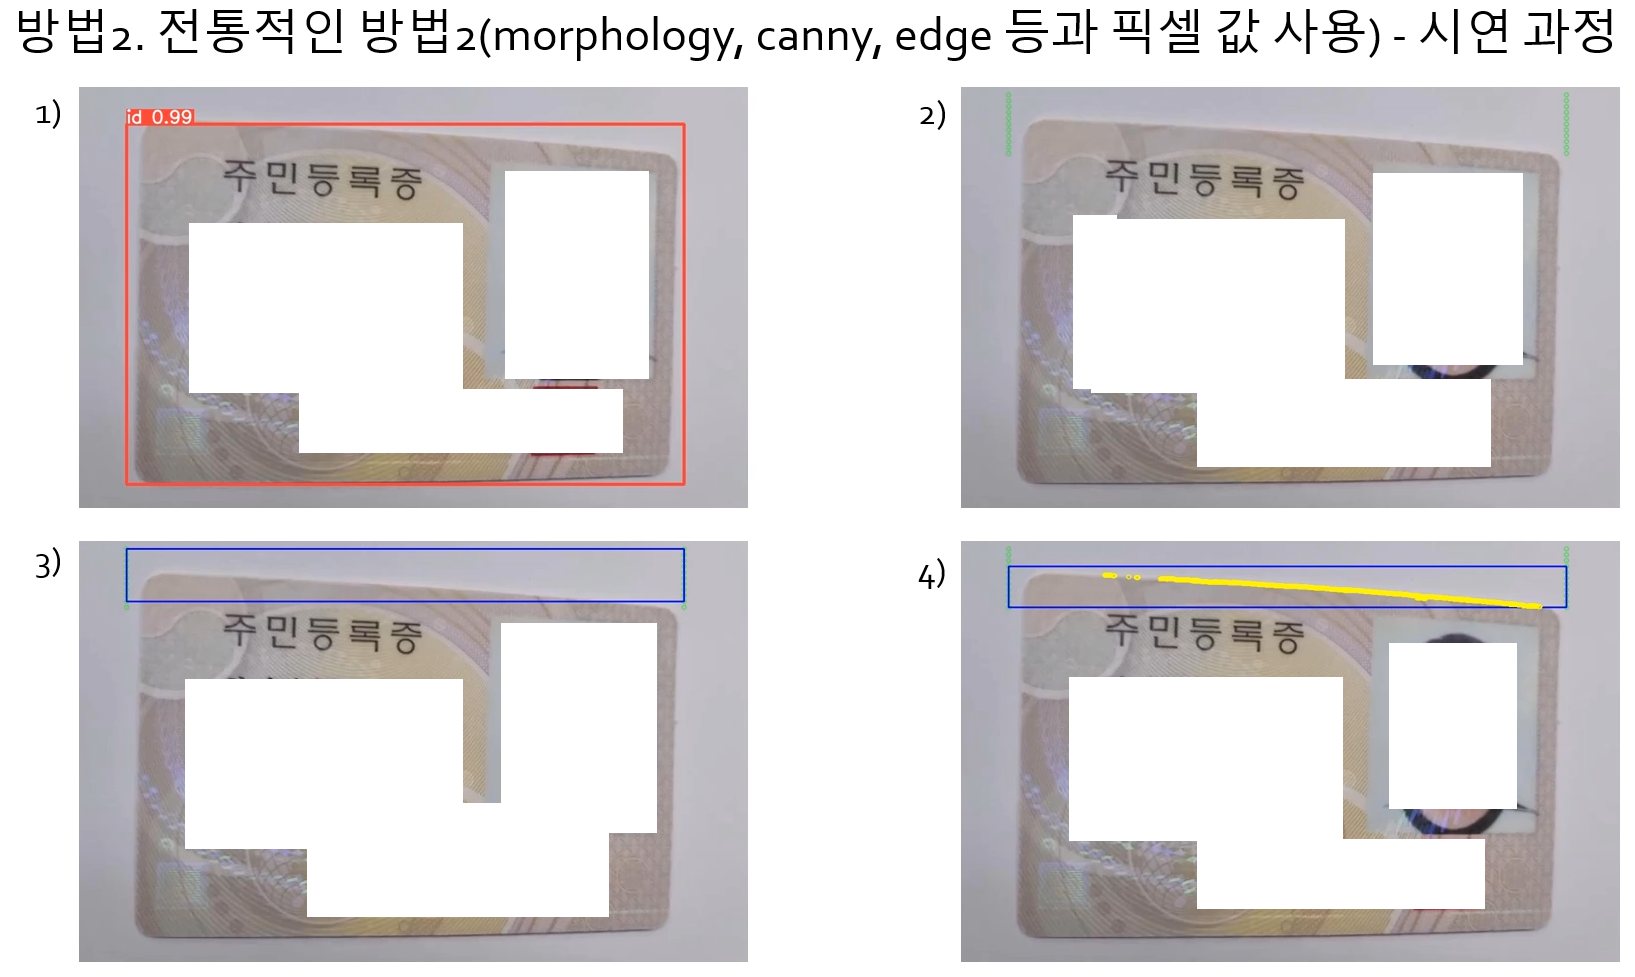 방법2. 전통적인 방법2(morphology, canny, edge 등과 픽셀 값 사용) - 시연 과정
1)
id 0.99
주민등록증
2)
주민등록증
3)
주민등록증
4)
주민등록증